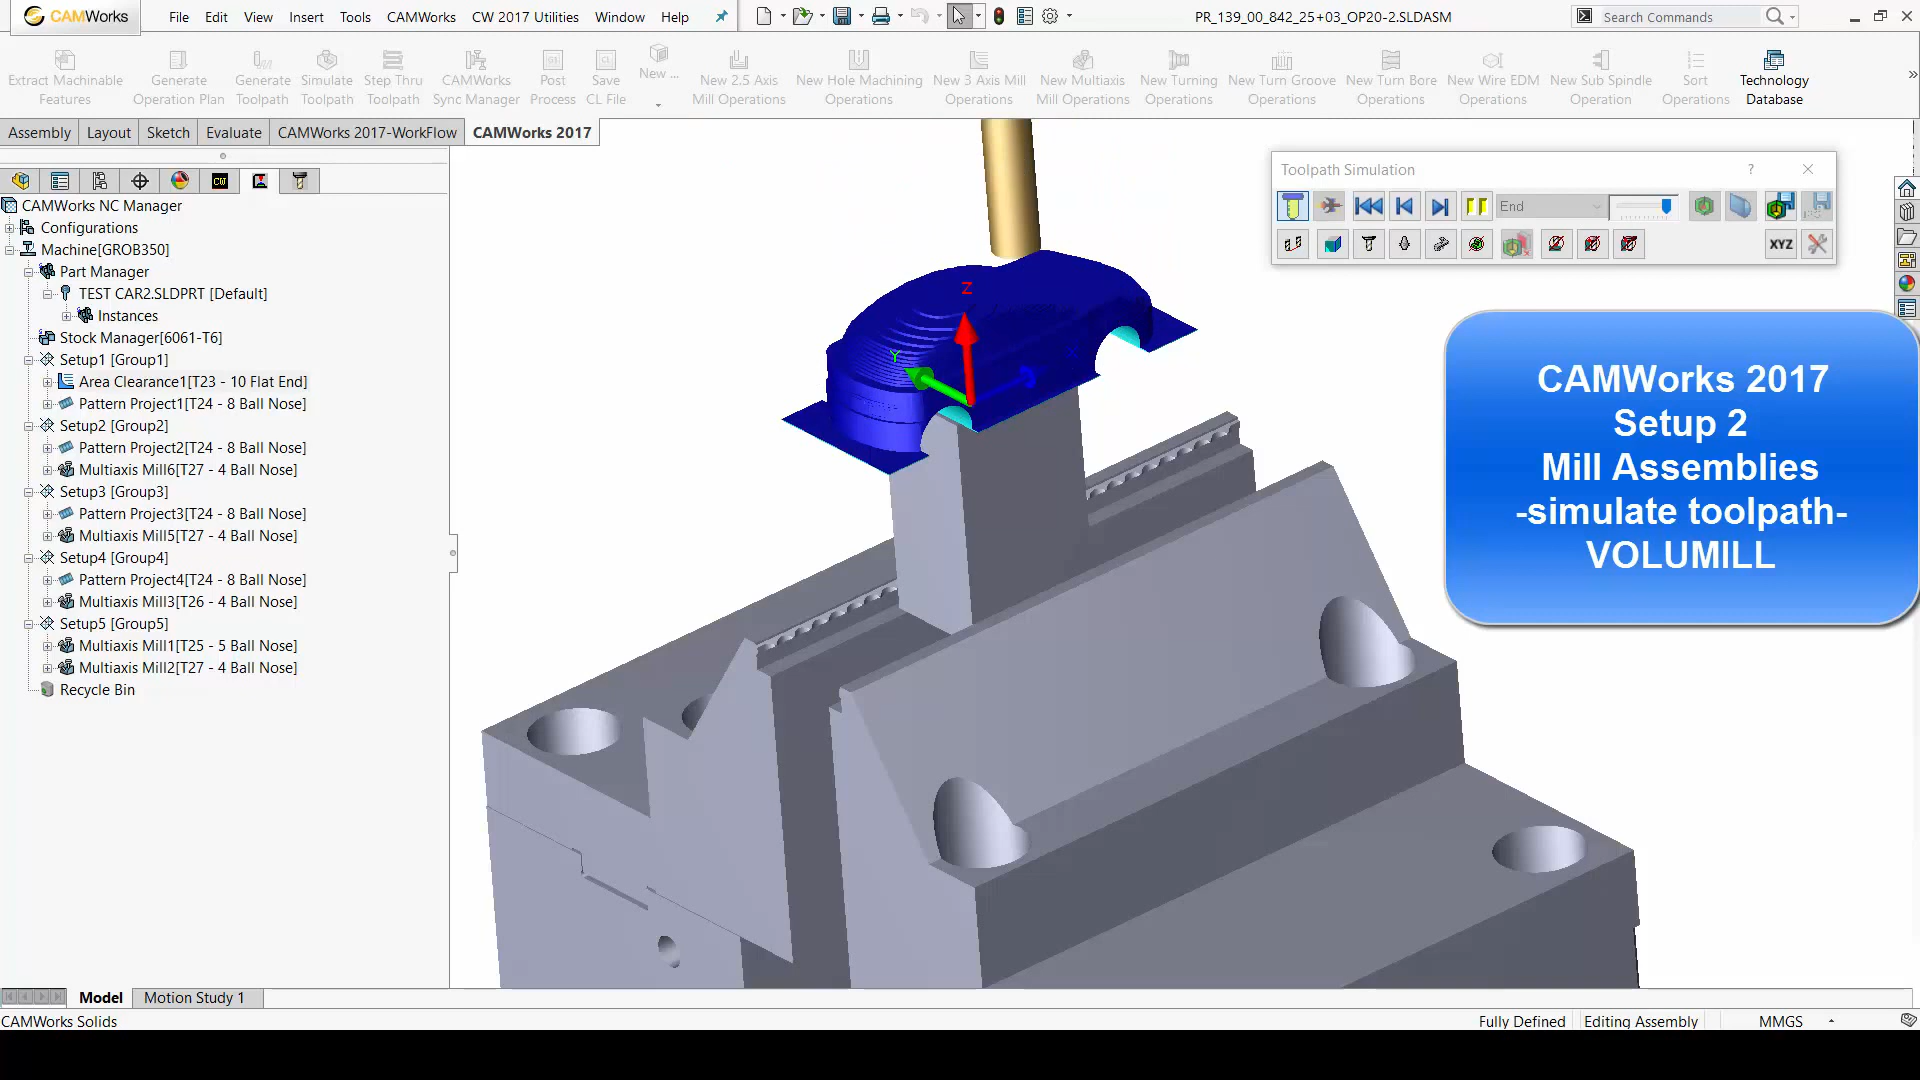 CAMWorks File Edit View Insert Tools CAMWorks CW 2017 Utilities Window Help PR_139_00_842_25+03_OP20-2.SLDASM Search Commands
Extract Machinable Features
Generate Operation Plan
Generate Toolpath
Simulate Toolpath
Step Thru Toolpath
CAMWorks Sync Manager
Post Process
Save CL File
New ...
New 2.5 Axis Mill Operations
New Hole Machining Operations
New 3 Axis Mill Operations
New Multiaxis Mill Operations
New Turning Operations
New Turn Groove Operations
New Turn Bore Operations
New Wire EDM Operations
New Sub Spindle Operation
Sort Operations
Technology Database
Assembly Layout Sketch Evaluate CAMWorks 2017-WorkFlow CAMWorks 2017
CAMWorks NC Manager
Configurations
Machine[GROB350]
Part Manager
TEST CAR2.SLDPRT [Default]
Instances
Stock Manager[6061-T6]
Setup1 [Group1]
Area Clearance1[T23 - 10 Flat End]
Pattern Project1[T24 - 8 Ball Nose]
Setup2 [Group2]
Pattern Project2[T24 - 8 Ball Nose]
Multiaxis Mill6[T27 - 4 Ball Nose]
Setup3 [Group3]
Pattern Project3[T24 - 8 Ball Nose]
Multiaxis Mill5[T27 - 4 Ball Nose]
Setup4 [Group4]
Pattern Project4[T24 - 8 Ball Nose]
Multiaxis Mill3[T26 - 4 Ball Nose]
Setup5 [Group5]
Multiaxis Mill1[T25 - 5 Ball Nose]
Multiaxis Mill2[T27 - 4 Ball Nose]
Recycle Bin
Z
Y
X
Toolpath Simulation ?
End
XYZ
CAMWorks 2017
Setup 2
Mill Assemblies
-simulate toolpath-
VOLUMILL
Model Motion Study 1
CAMWorks Solids Fully Defined Editing Assembly MMGS